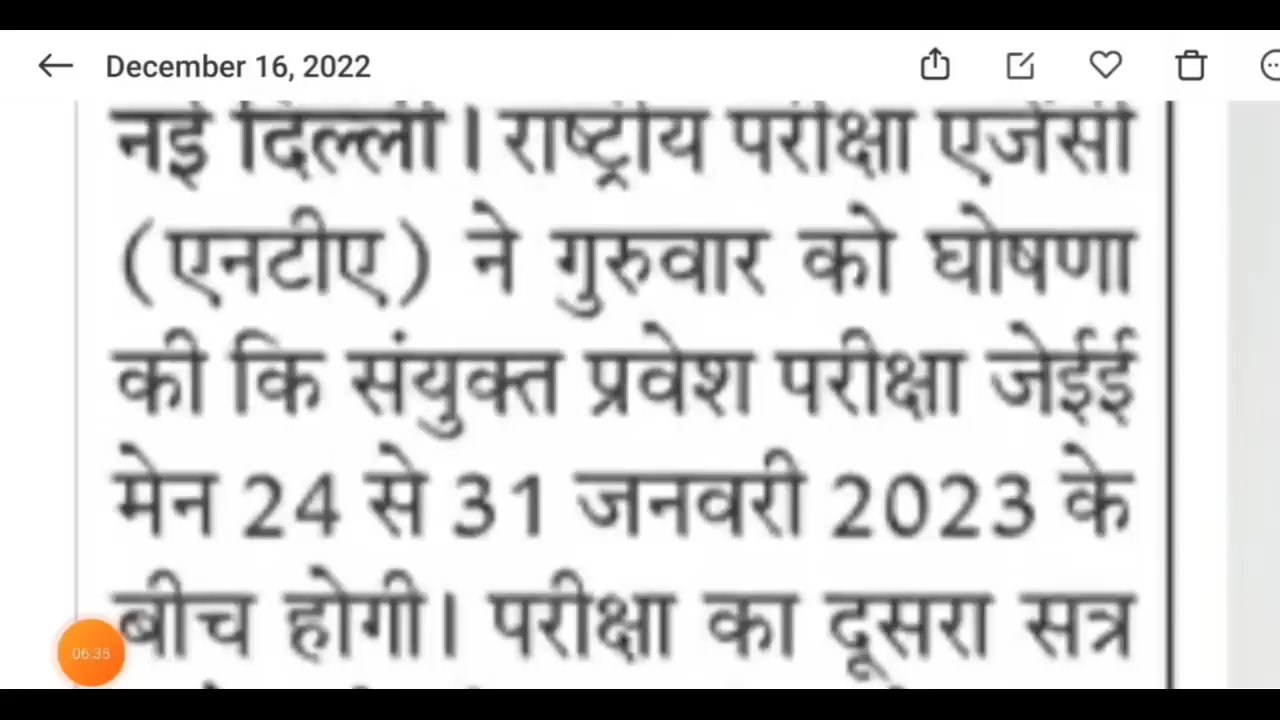 December 16, 2022
नई दिल्ली। राष्ट्रीय परीक्षा एजेंसी
(एनटीए) ने गुरुवार को घोषणा
की कि संयुक्त प्रवेश परीक्षा जेईई
मेन 24 से 31 जनवरी 2023 के
बीच होगी। परीक्षा का दूसरा सत्र
06:35